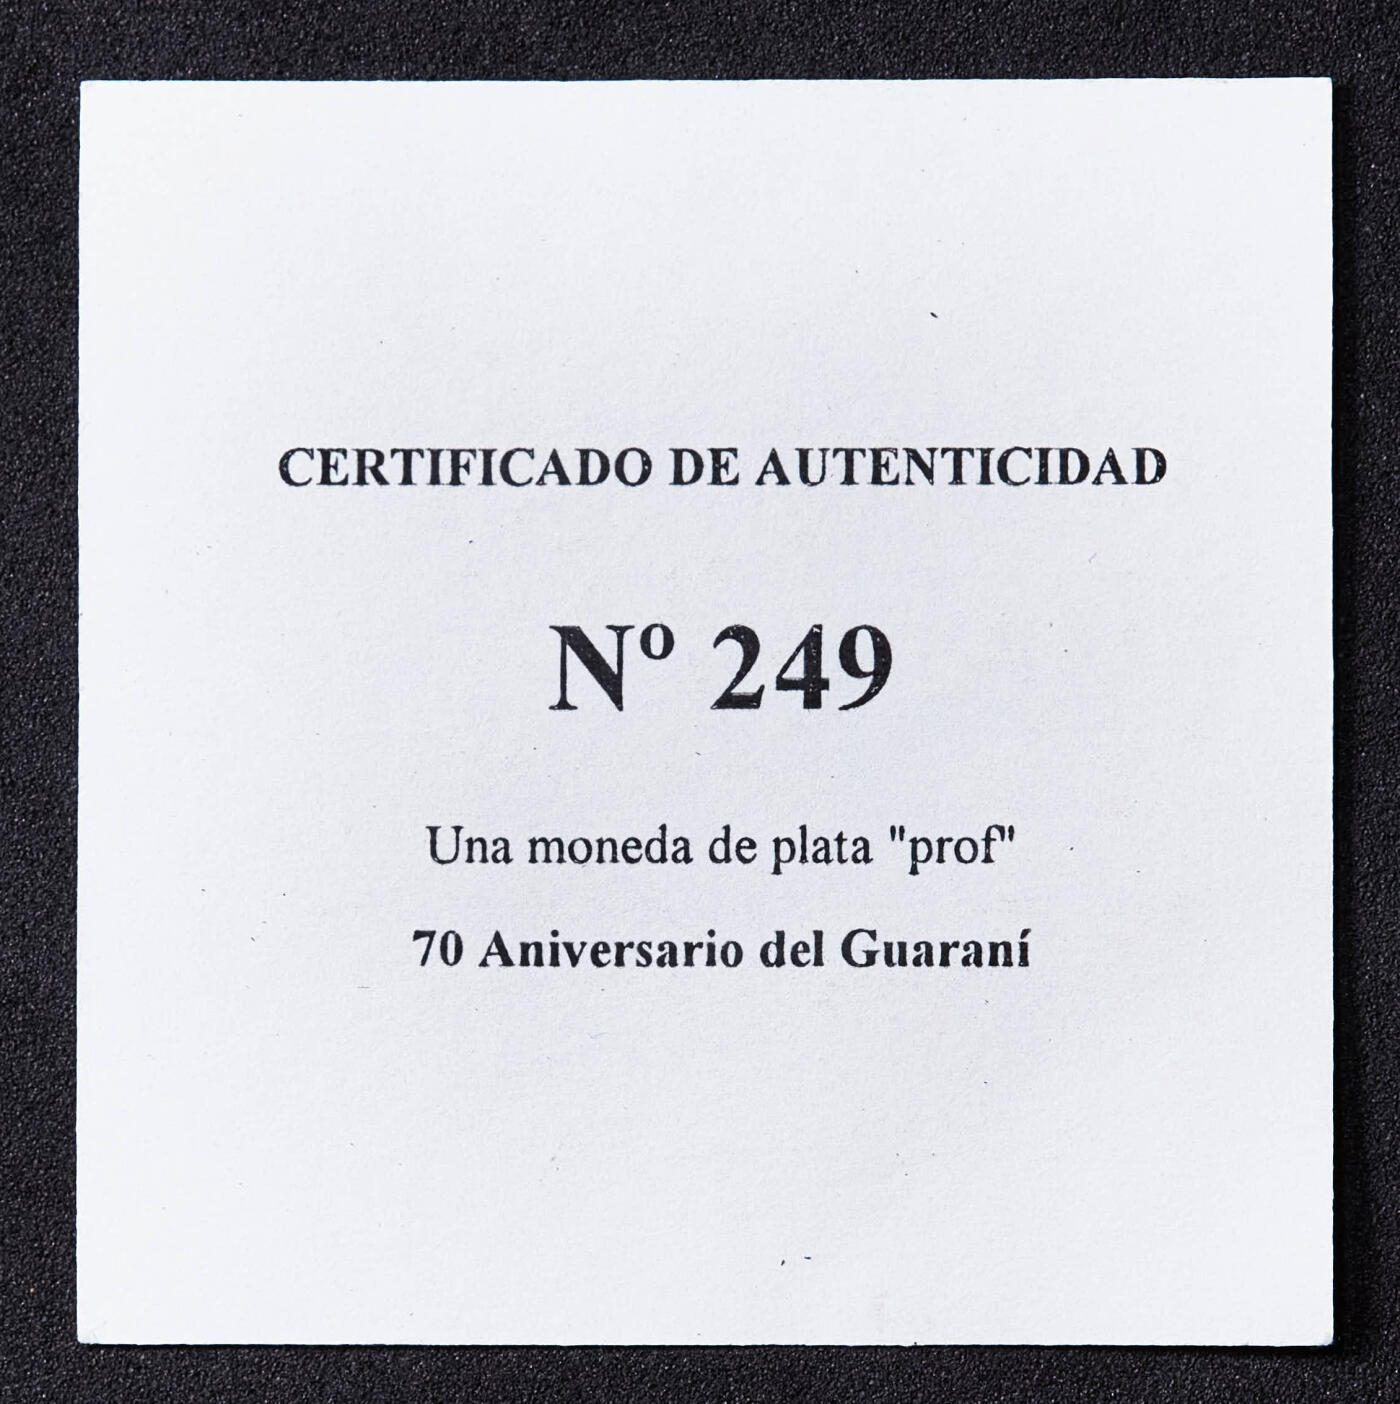 CERTIFICADO DE AUTENTICIDAD
Nº 249
Una moneda de plata "prof"
70 Aniversario del Guaraní